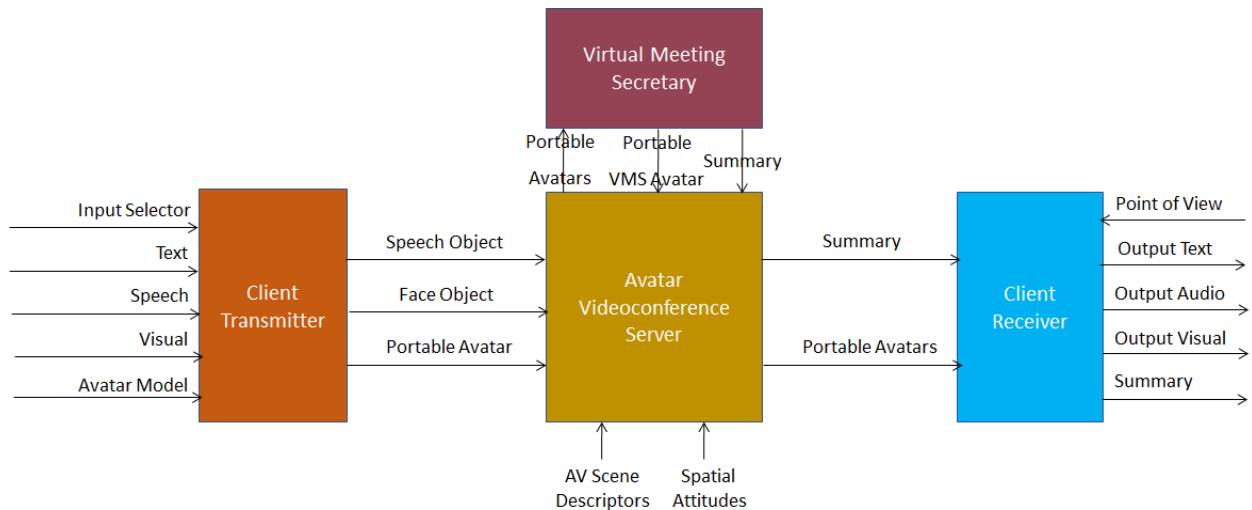 Virtual Meeting
Secretary
Portable
Portable
Summary
Avatars
VMS Avatar
Input Selector
Text
Speech
Visual
Avatar Model
Client
Transmitter
Speech Object
Face Object
Portable Avatar
Avatar
Videoconference
Server
Summary
Portable Avatars
Client
Receiver
Point of View
Output Text
Output Audio
Output Visual
Summary
AV Scene
Descriptors
Spatial
Attitudes